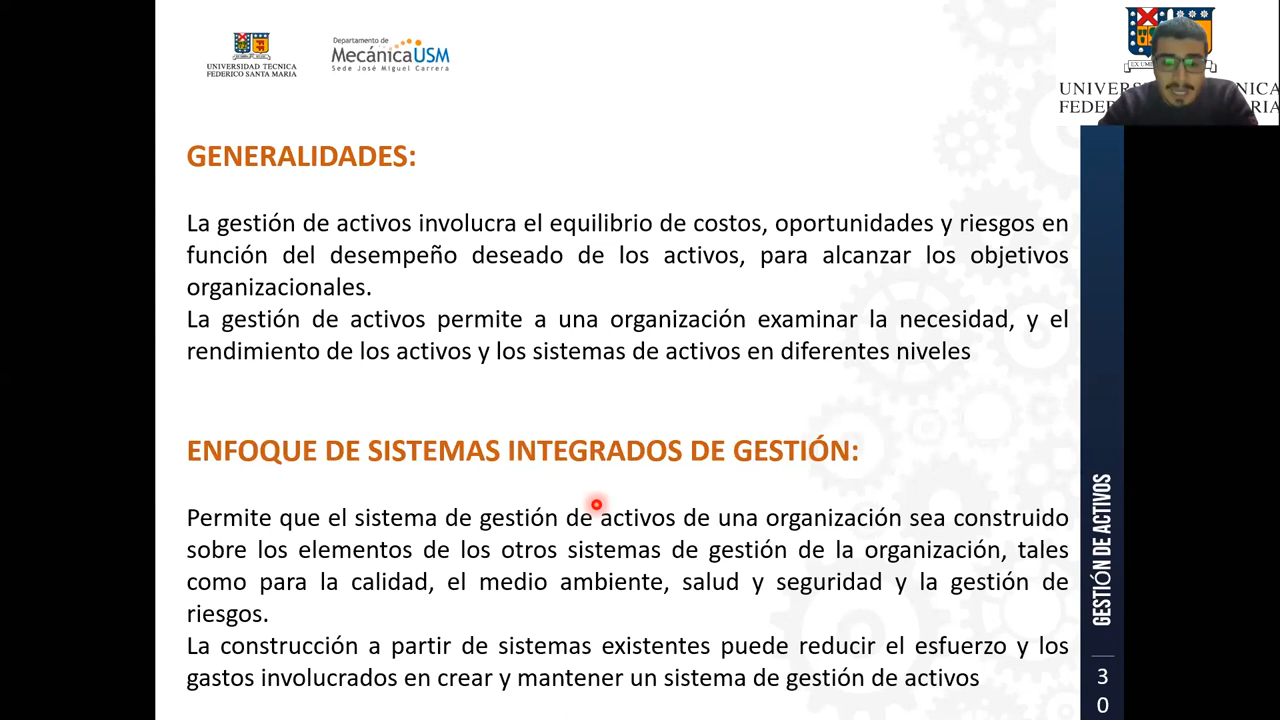 UNIVERSIDAD TECNICA
FEDERICO SANTA MARIA
Departamento de
MecánicaUSM
Sede José Miguel Carrera
UNIVER NICA
FEDER RIA
GENERALIDADES:
La gestión de activos involucra el equilibrio de costos, oportunidades y riesgos en
función del desempeño deseado de los activos, para alcanzar los objetivos
organizacionales.
La gestión de activos permite a una organización examinar la necesidad, y el
rendimiento de los activos y los sistemas de activos en diferentes niveles
ENFOQUE DE SISTEMAS INTEGRADOS DE GESTIÓN:
Permite que el sistema de gestión de activos de una organización sea construido
sobre los elementos de los otros sistemas de gestión de la organización, tales
como para la calidad, el medio ambiente, salud y seguridad y la gestión de
riesgos.
La construcción a partir de sistemas existentes puede reducir el esfuerzo y los
gastos involucrados en crear y mantener un sistema de gestión de activos
GESTIÓN DE ACTIVOS
3
0